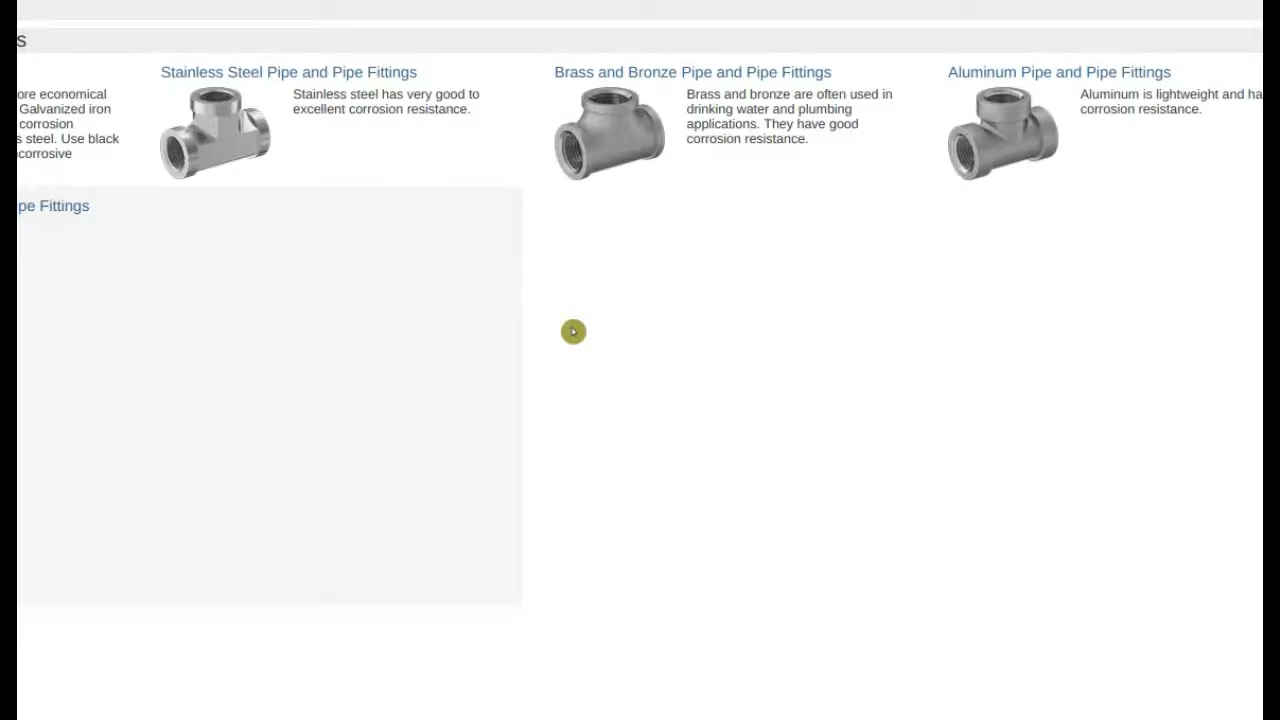 s
Stainless Steel Pipe and Pipe Fittings
Brass and Bronze Pipe and Pipe Fittings
Aluminum Pipe and Pipe Fittings
ore economical
Galvanized iron
corrosion
s steel. Use black
corrosive
Stainless steel has very good to
excellent corrosion resistance.
Brass and bronze are often used in
drinking water and plumbing
applications. They have good
corrosion resistance.
Aluminum is lightweight and ha
corrosion resistance.
pe Fittings